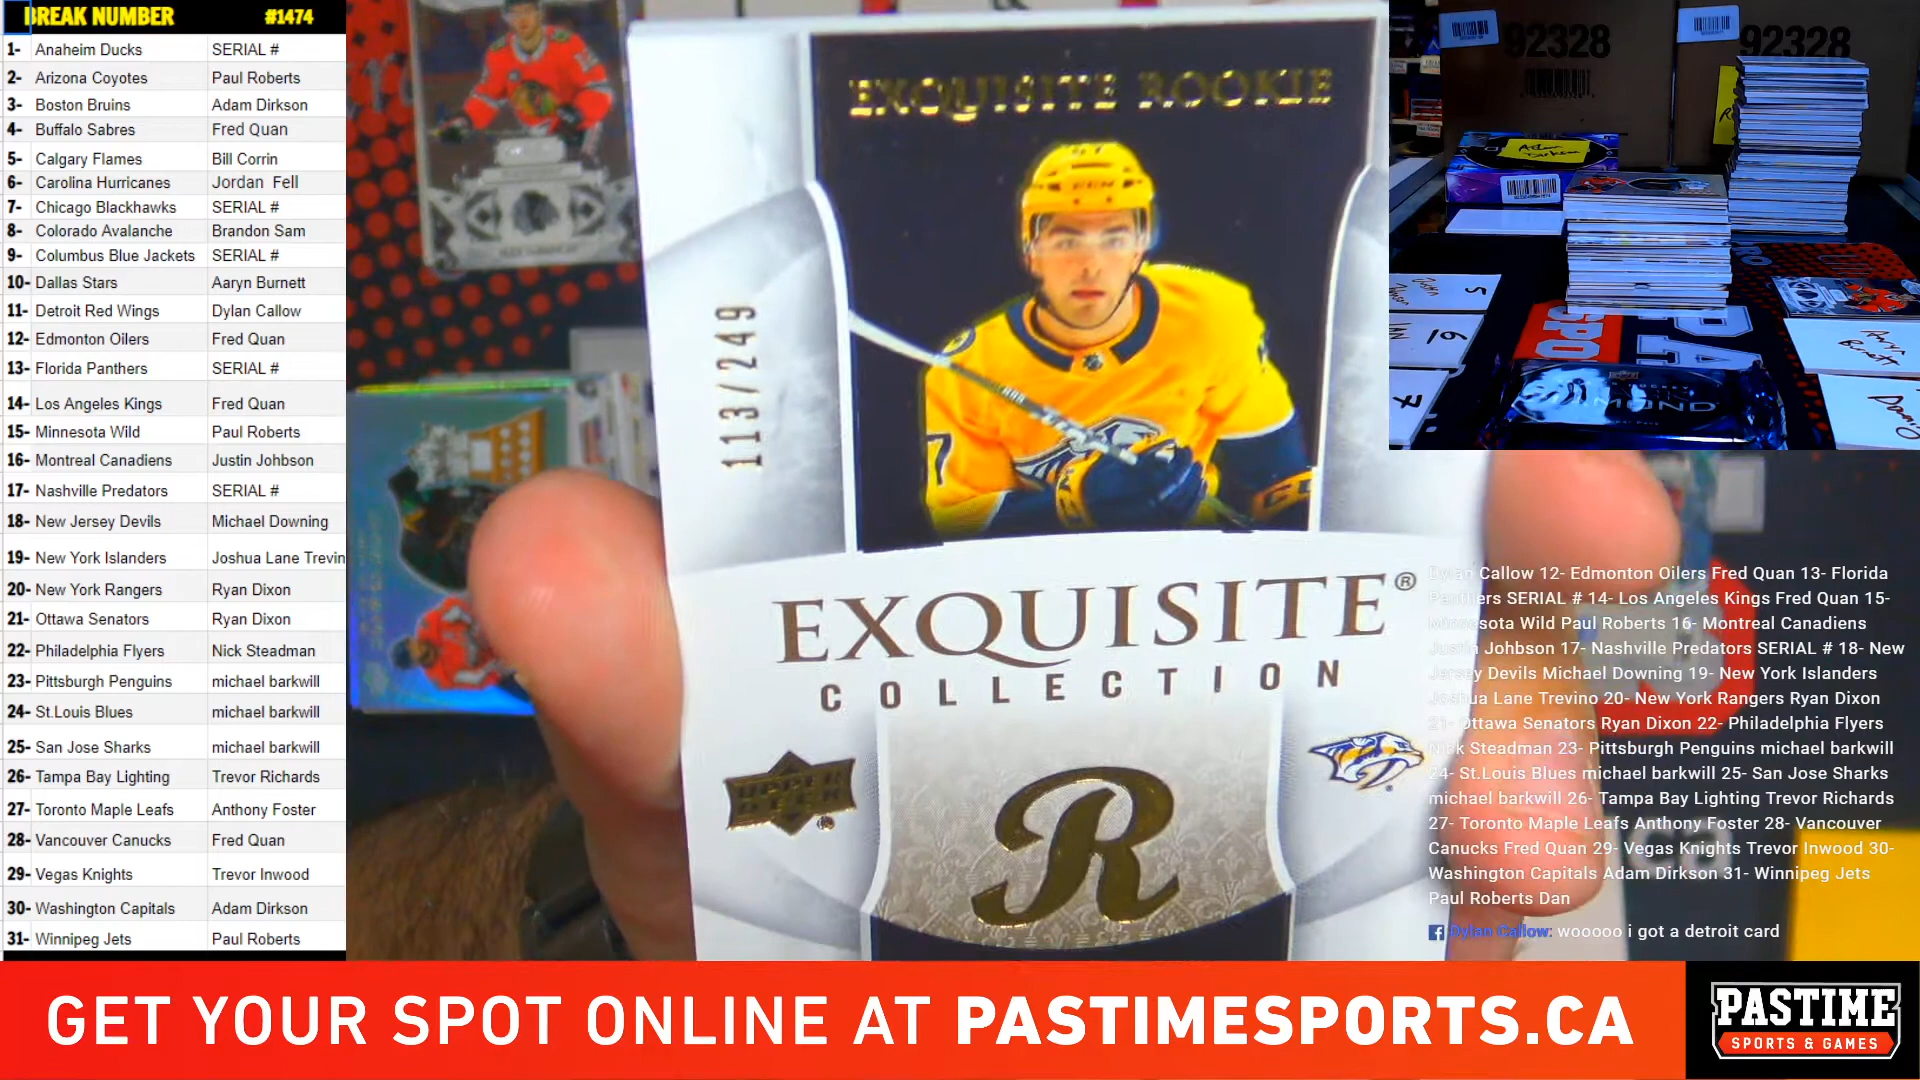 BREAK NUMBER #1474
1- Anaheim Ducks SERIAL #
2- Arizona Coyotes Paul Roberts
3- Boston Bruins Adam Dirkson
4- Buffalo Sabres Fred Quan
5- Calgary Flames Bill Corrin
6- Carolina Hurricanes Jordan Fell
7- Chicago Blackhawks SERIAL #
8- Colorado Avalanche Brandon Sam
9- Columbus Blue Jackets SERIAL #
10- Dallas Stars Aaryn Burnett
11- Detroit Red Wings Dylan Callow
12- Edmonton Oilers Fred Quan
13- Florida Panthers SERIAL #
14- Los Angeles Kings Fred Quan
15- Minnesota Wild Paul Roberts
16- Montreal Canadiens Justin Johbson
17- Nashville Predators SERIAL #
18- New Jersey Devils Michael Downing
19- New York Islanders Joshua Lane Trevin
20- New York Rangers Ryan Dixon
21- Ottawa Senators Ryan Dixon
22- Philadelphia Flyers Nick Steadman
23- Pittsburgh Penguins michael barkwill
24- St.Louis Blues michael barkwill
25- San Jose Sharks michael barkwill
26- Tampa Bay Lighting Trevor Richards
27- Toronto Maple Leafs Anthony Foster
28- Vancouver Canucks Fred Quan
29- Vegas Knights Trevor Inwood
30- Washington Capitals Adam Dirkson
31- Winnipeg Jets Paul Roberts
EXQUISITE ROOKIE
113/249
EXQUISITE®
COLLECTION
UPPER DECK
R
92328
92328
Dylan Callow 12- Edmonton Oilers Fred Quan 13- Florida
Panthers SERIAL # 14- Los Angeles Kings Fred Quan 15-
Minnesota Wild Paul Roberts 16- Montreal Canadiens
Justin Johbson 17- Nashville Predators SERIAL # 18- New
Jersey Devils Michael Downing 19- New York Islanders
Joshua Lane Trevino 20- New York Rangers Ryan Dixon
21- Ottawa Senators Ryan Dixon 22- Philadelphia Flyers
Nick Steadman 23- Pittsburgh Penguins michael barkwill
24- St.Louis Blues michael barkwill 25- San Jose Sharks
michael barkwill 26- Tampa Bay Lighting Trevor Richards
27- Toronto Maple Leafs Anthony Foster 28- Vancouver
Canucks Fred Quan 29- Vegas Knights Trevor Inwood 30-
Washington Capitals Adam Dirkson 31- Winnipeg Jets
Paul Roberts Dan
Dylan Callow: wooooo i got a detroit card
GET YOUR SPOT ONLINE AT PASTIMESPORTS.CA
PASTIME
SPORTS & GAMES